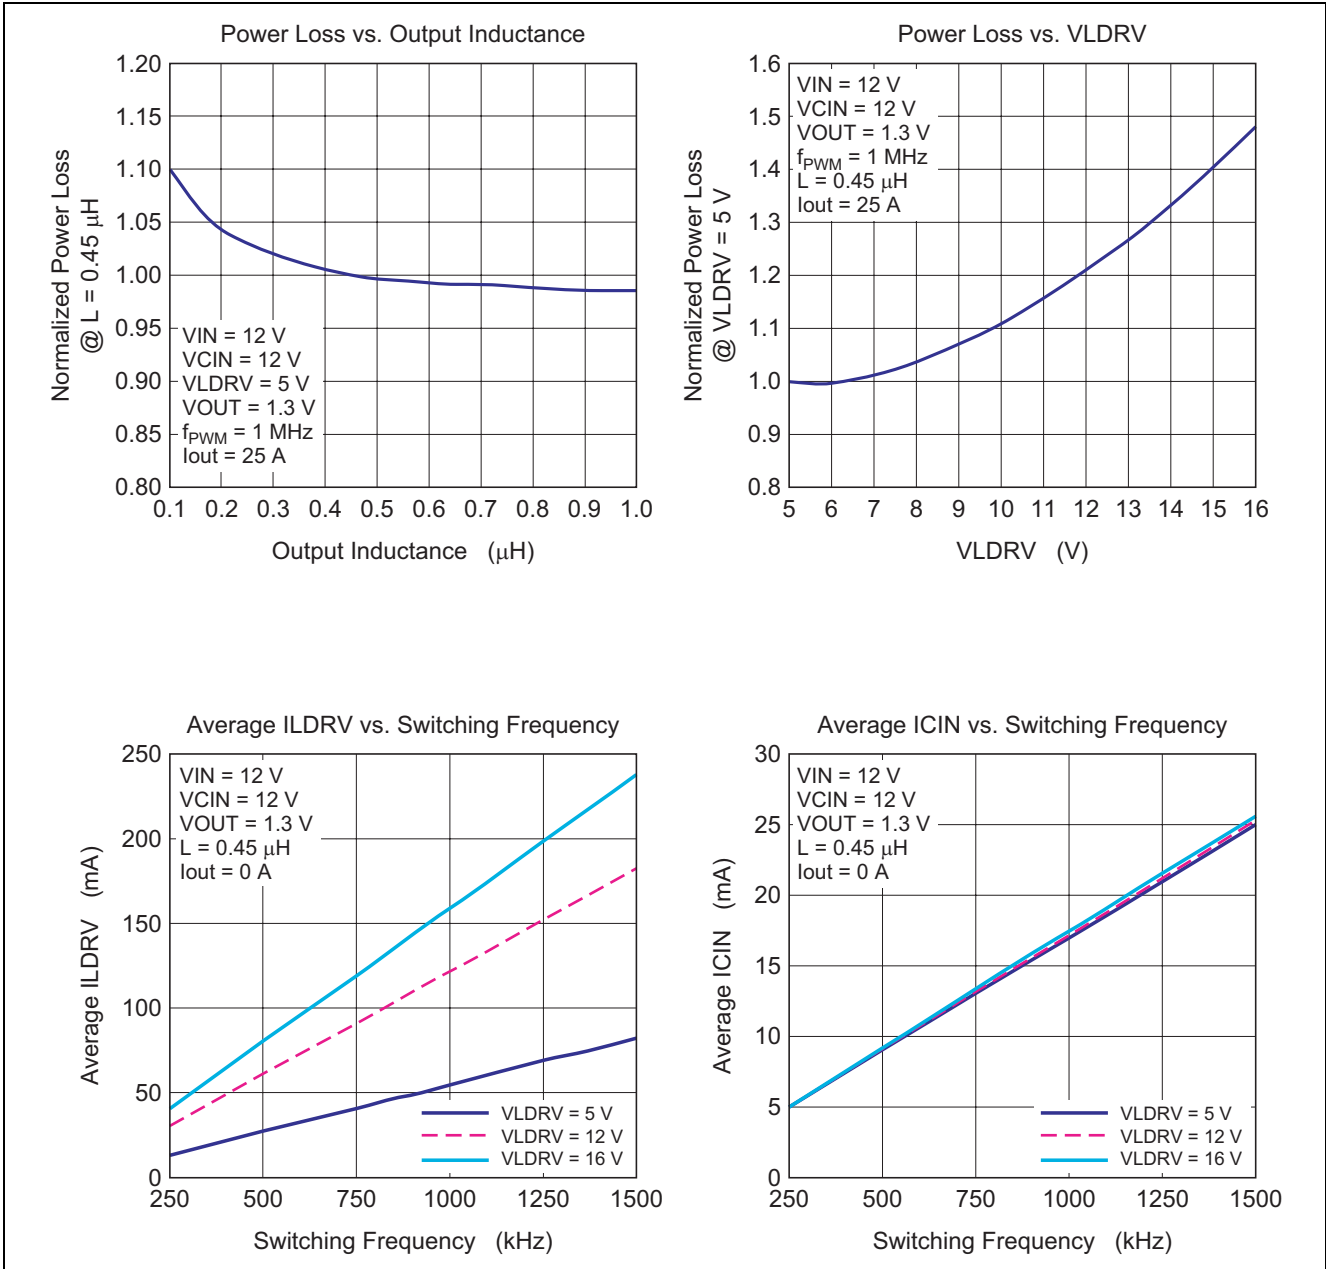 Power Loss vs. Output Inductance
1.20
1.15
1.10
1.05
1.00
0.95
0.90
0.85
0.80
Normalized Power Loss
@ L = 0.45 μH
VIN = 12 V
VCIN = 12 V
VLDRV = 5 V
VOUT = 1.3 V
fPWM = 1 MHz
Iout = 25 A
0.1 0.2 0.3 0.4 0.5 0.6 0.7 0.8 0.9 1.0
Output Inductance (μH)
Power Loss vs. VLDRV
1.6
1.5
1.4
1.3
1.2
1.1
1.0
0.9
0.8
Normalized Power Loss
@ VLDRV = 5 V
VIN = 12 V
VCIN = 12 V
VOUT = 1.3 V
fPWM = 1 MHz
L = 0.45 μH
Iout = 25 A
5 6 7 8 9 10 11 12 13 14 15 16
VLDRV (V)
Average ILDRV vs. Switching Frequency
250
200
150
100
50
0
Average ILDRV (mA)
VIN = 12 V
VCIN = 12 V
VOUT = 1.3 V
L = 0.45 μH
Iout = 0 A
VLDRV = 5 V
VLDRV = 12 V
VLDRV = 16 V
250 500 750 1000 1250 1500
Switching Frequency (kHz)
Average ICIN vs. Switching Frequency
30
25
20
15
10
5
0
Average ICIN (mA)
VIN = 12 V
VCIN = 12 V
VOUT = 1.3 V
L = 0.45 μH
Iout = 0 A
VLDRV = 5 V
VLDRV = 12 V
VLDRV = 16 V
250 500 750 1000 1250 1500
Switching Frequency (kHz)